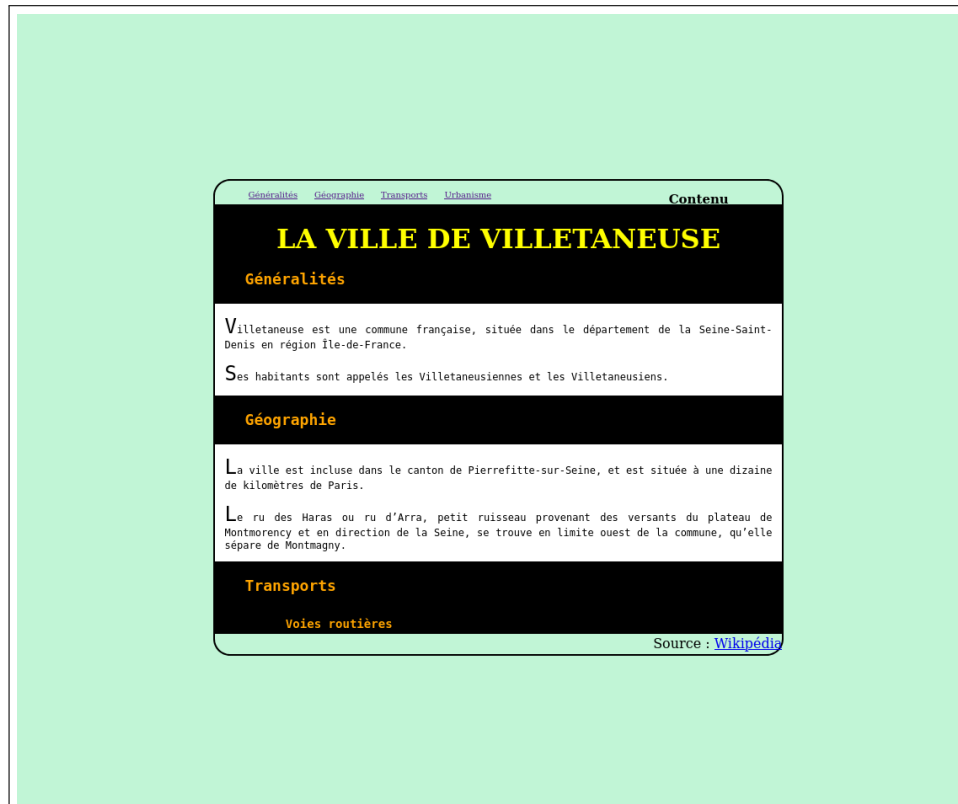 Généralités Géographie Transports Urbanisme Contenu
LA VILLE DE VILLETANEUSE
Généralités
Villetaneuse est une commune française, située dans le département de la Seine-Saint-
Denis en région Île-de-France.
Ses habitants sont appelés les Villetaneusiennes et les Villetaneusiens.
Géographie
La ville est incluse dans le canton de Pierrefitte-sur-Seine, et est située à une dizaine
de kilomètres de Paris.
Le ru des Haras ou ru d’Arra, petit ruisseau provenant des versants du plateau de
Montmorency et en direction de la Seine, se trouve en limite ouest de la commune, qu’elle
sépare de Montmagny.
Transports
Voies routières
Source : Wikipédia